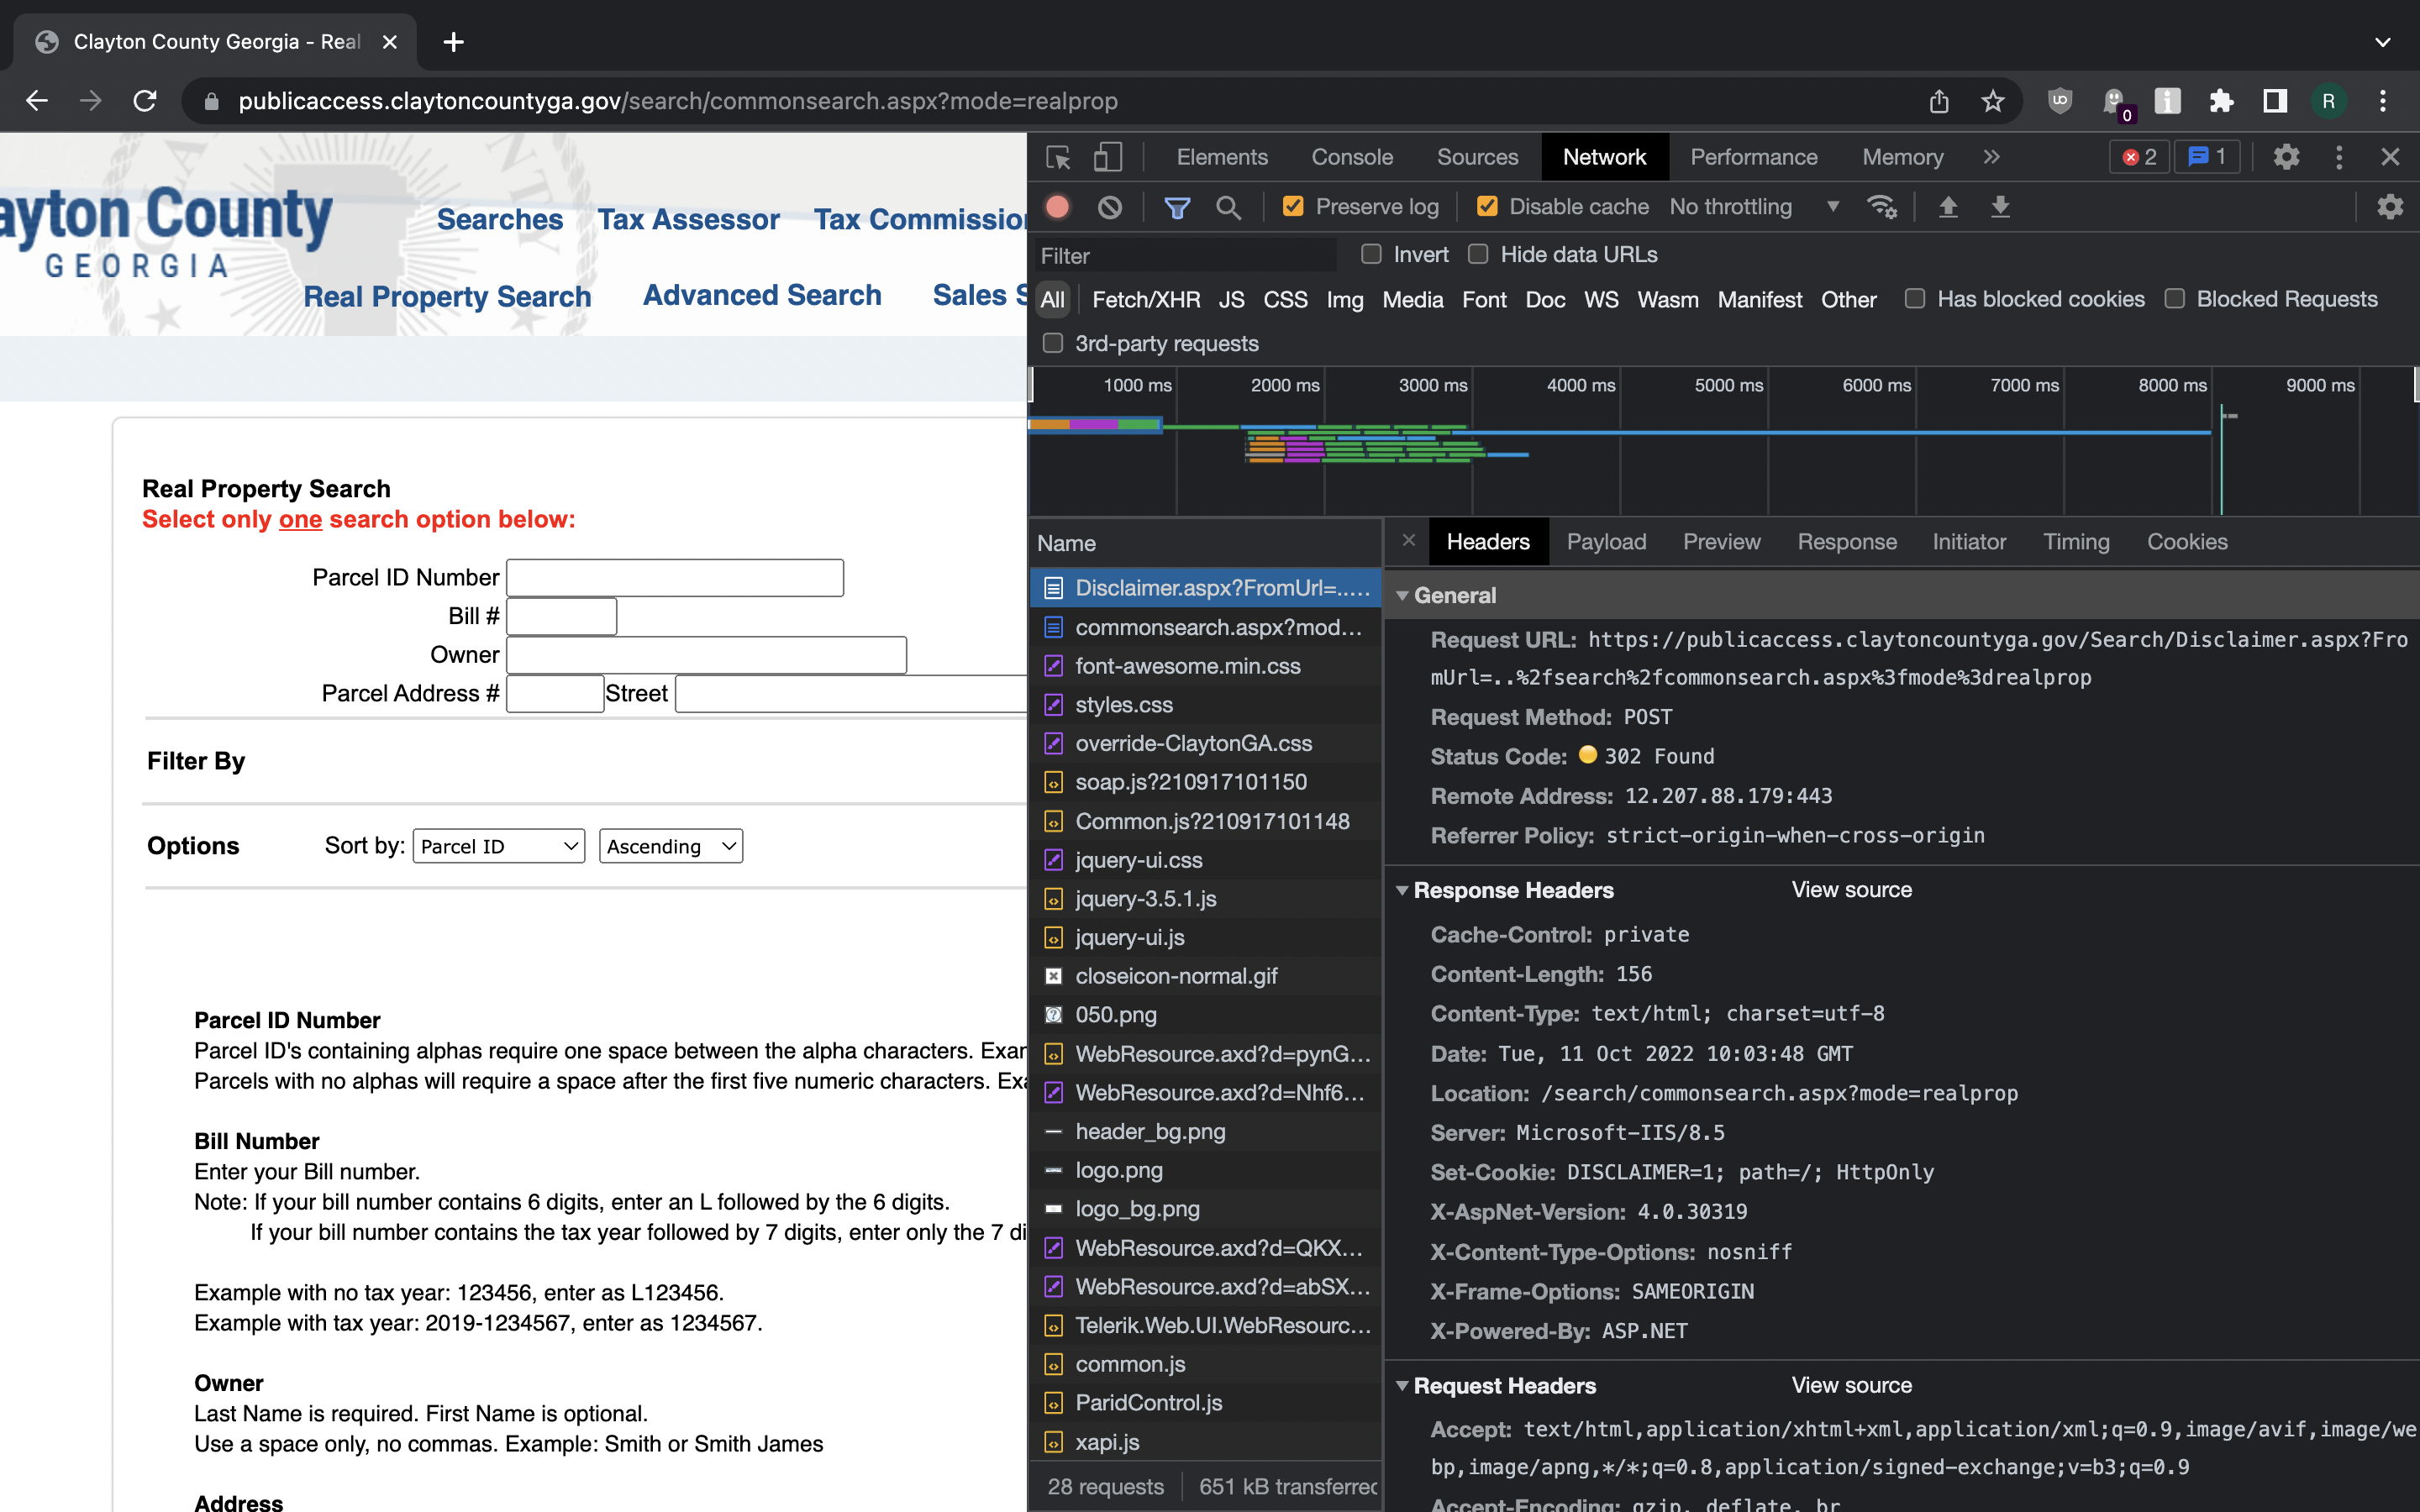 Clayton County Georgia - Real
publicaccess.claytoncountyga.gov/search/commonsearch.aspx?mode=realprop
0
R
ayton County
GEORGIA
Searches Tax Assessor Tax Commission
Real Property Search Advanced Search Sales S
Real Property Search
Select only one search option below:
Parcel ID Number
Bill #
Owner
Parcel Address # Street
Filter By
Options Sort by: Parcel ID Ascending
Parcel ID Number
Parcel ID's containing alphas require one space between the alpha characters. Exam
Parcels with no alphas will require a space after the first five numeric characters. Exa
Bill Number
Enter your Bill number.
Note: If your bill number contains 6 digits, enter an L followed by the 6 digits.
If your bill number contains the tax year followed by 7 digits, enter only the 7 di
Example with no tax year: 123456, enter as L123456.
Example with tax year: 2019-1234567, enter as 1234567.
Owner
Last Name is required. First Name is optional.
Use a space only, no commas. Example: Smith or Smith James
Address
Elements Console Sources Network Performance Memory » 2 1
Preserve log Disable cache No throttling
Filter Invert Hide data URLs
All Fetch/XHR JS CSS Img Media Font Doc WS Wasm Manifest Other Has blocked cookies Blocked Requests
3rd-party requests
1000 ms 2000 ms 3000 ms 4000 ms 5000 ms 6000 ms 7000 ms 8000 ms 9000 ms
Name
Disclaimer.aspx?FromUrl=.....
commonsearch.aspx?mod...
font-awesome.min.css
styles.css
override-ClaytonGA.css
soap.js?210917101150
Common.js?210917101148
jquery-ui.css
jquery-3.5.1.js
jquery-ui.js
closeicon-normal.gif
050.png
WebResource.axd?d=pynG...
WebResource.axd?d=Nhf6...
header_bg.png
logo.png
logo_bg.png
WebResource.axd?d=QKX...
WebResource.axd?d=abSX...
Telerik.Web.UI.WebResourc...
common.js
ParidControl.js
xapi.js
28 requests 651 kB transferred
Headers Payload Preview Response Initiator Timing Cookies
General
Request URL: https://publicaccess.claytoncountyga.gov/Search/Disclaimer.aspx?Fro
mUrl=..%2fsearch%2fcommonsearch.aspx%3fmode%3drealprop
Request Method: POST
Status Code: 302 Found
Remote Address: 12.207.88.179:443
Referrer Policy: strict-origin-when-cross-origin
Response Headers View source
Cache-Control: private
Content-Length: 156
Content-Type: text/html; charset=utf-8
Date: Tue, 11 Oct 2022 10:03:48 GMT
Location: /search/commonsearch.aspx?mode=realprop
Server: Microsoft-IIS/8.5
Set-Cookie: DISCLAIMER=1; path=/; HttpOnly
X-AspNet-Version: 4.0.30319
X-Content-Type-Options: nosniff
X-Frame-Options: SAMEORIGIN
X-Powered-By: ASP.NET
Request Headers View source
Accept: text/html,application/xhtml+xml,application/xml;q=0.9,image/avif,image/we
bp,image/apng,*/*;q=0.8,application/signed-exchange;v=b3;q=0.9
Accept-Encoding: gzip, deflate, br